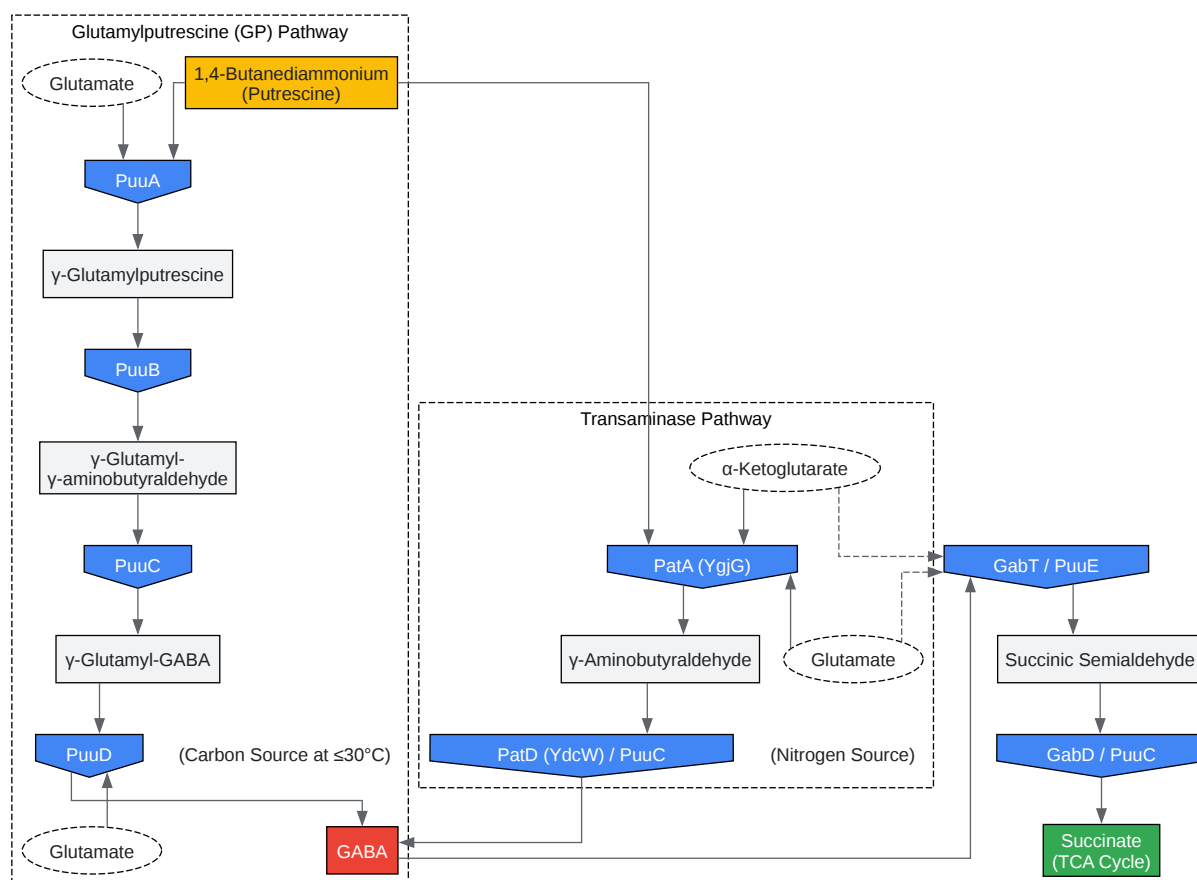 Glutamylputrescine (GP) Pathway
Glutamate
1,4-Butanediammonium
(Putrescine)
PuuA
γ-Glutamylputrescine
PuuB
γ-Glutamyl-
γ-aminobutyraldehyde
PuuC
γ-Glutamyl-GABA
PuuD
(Carbon Source at ≤30°C)
Glutamate
GABA
Transaminase Pathway
α-Ketoglutarate
PatA (YgjG)
γ-Aminobutyraldehyde
Glutamate
PatD (YdcW) / PuuC
(Nitrogen Source)
GabT / PuuE
Succinic Semialdehyde
GabD / PuuC
Succinate
(TCA Cycle)